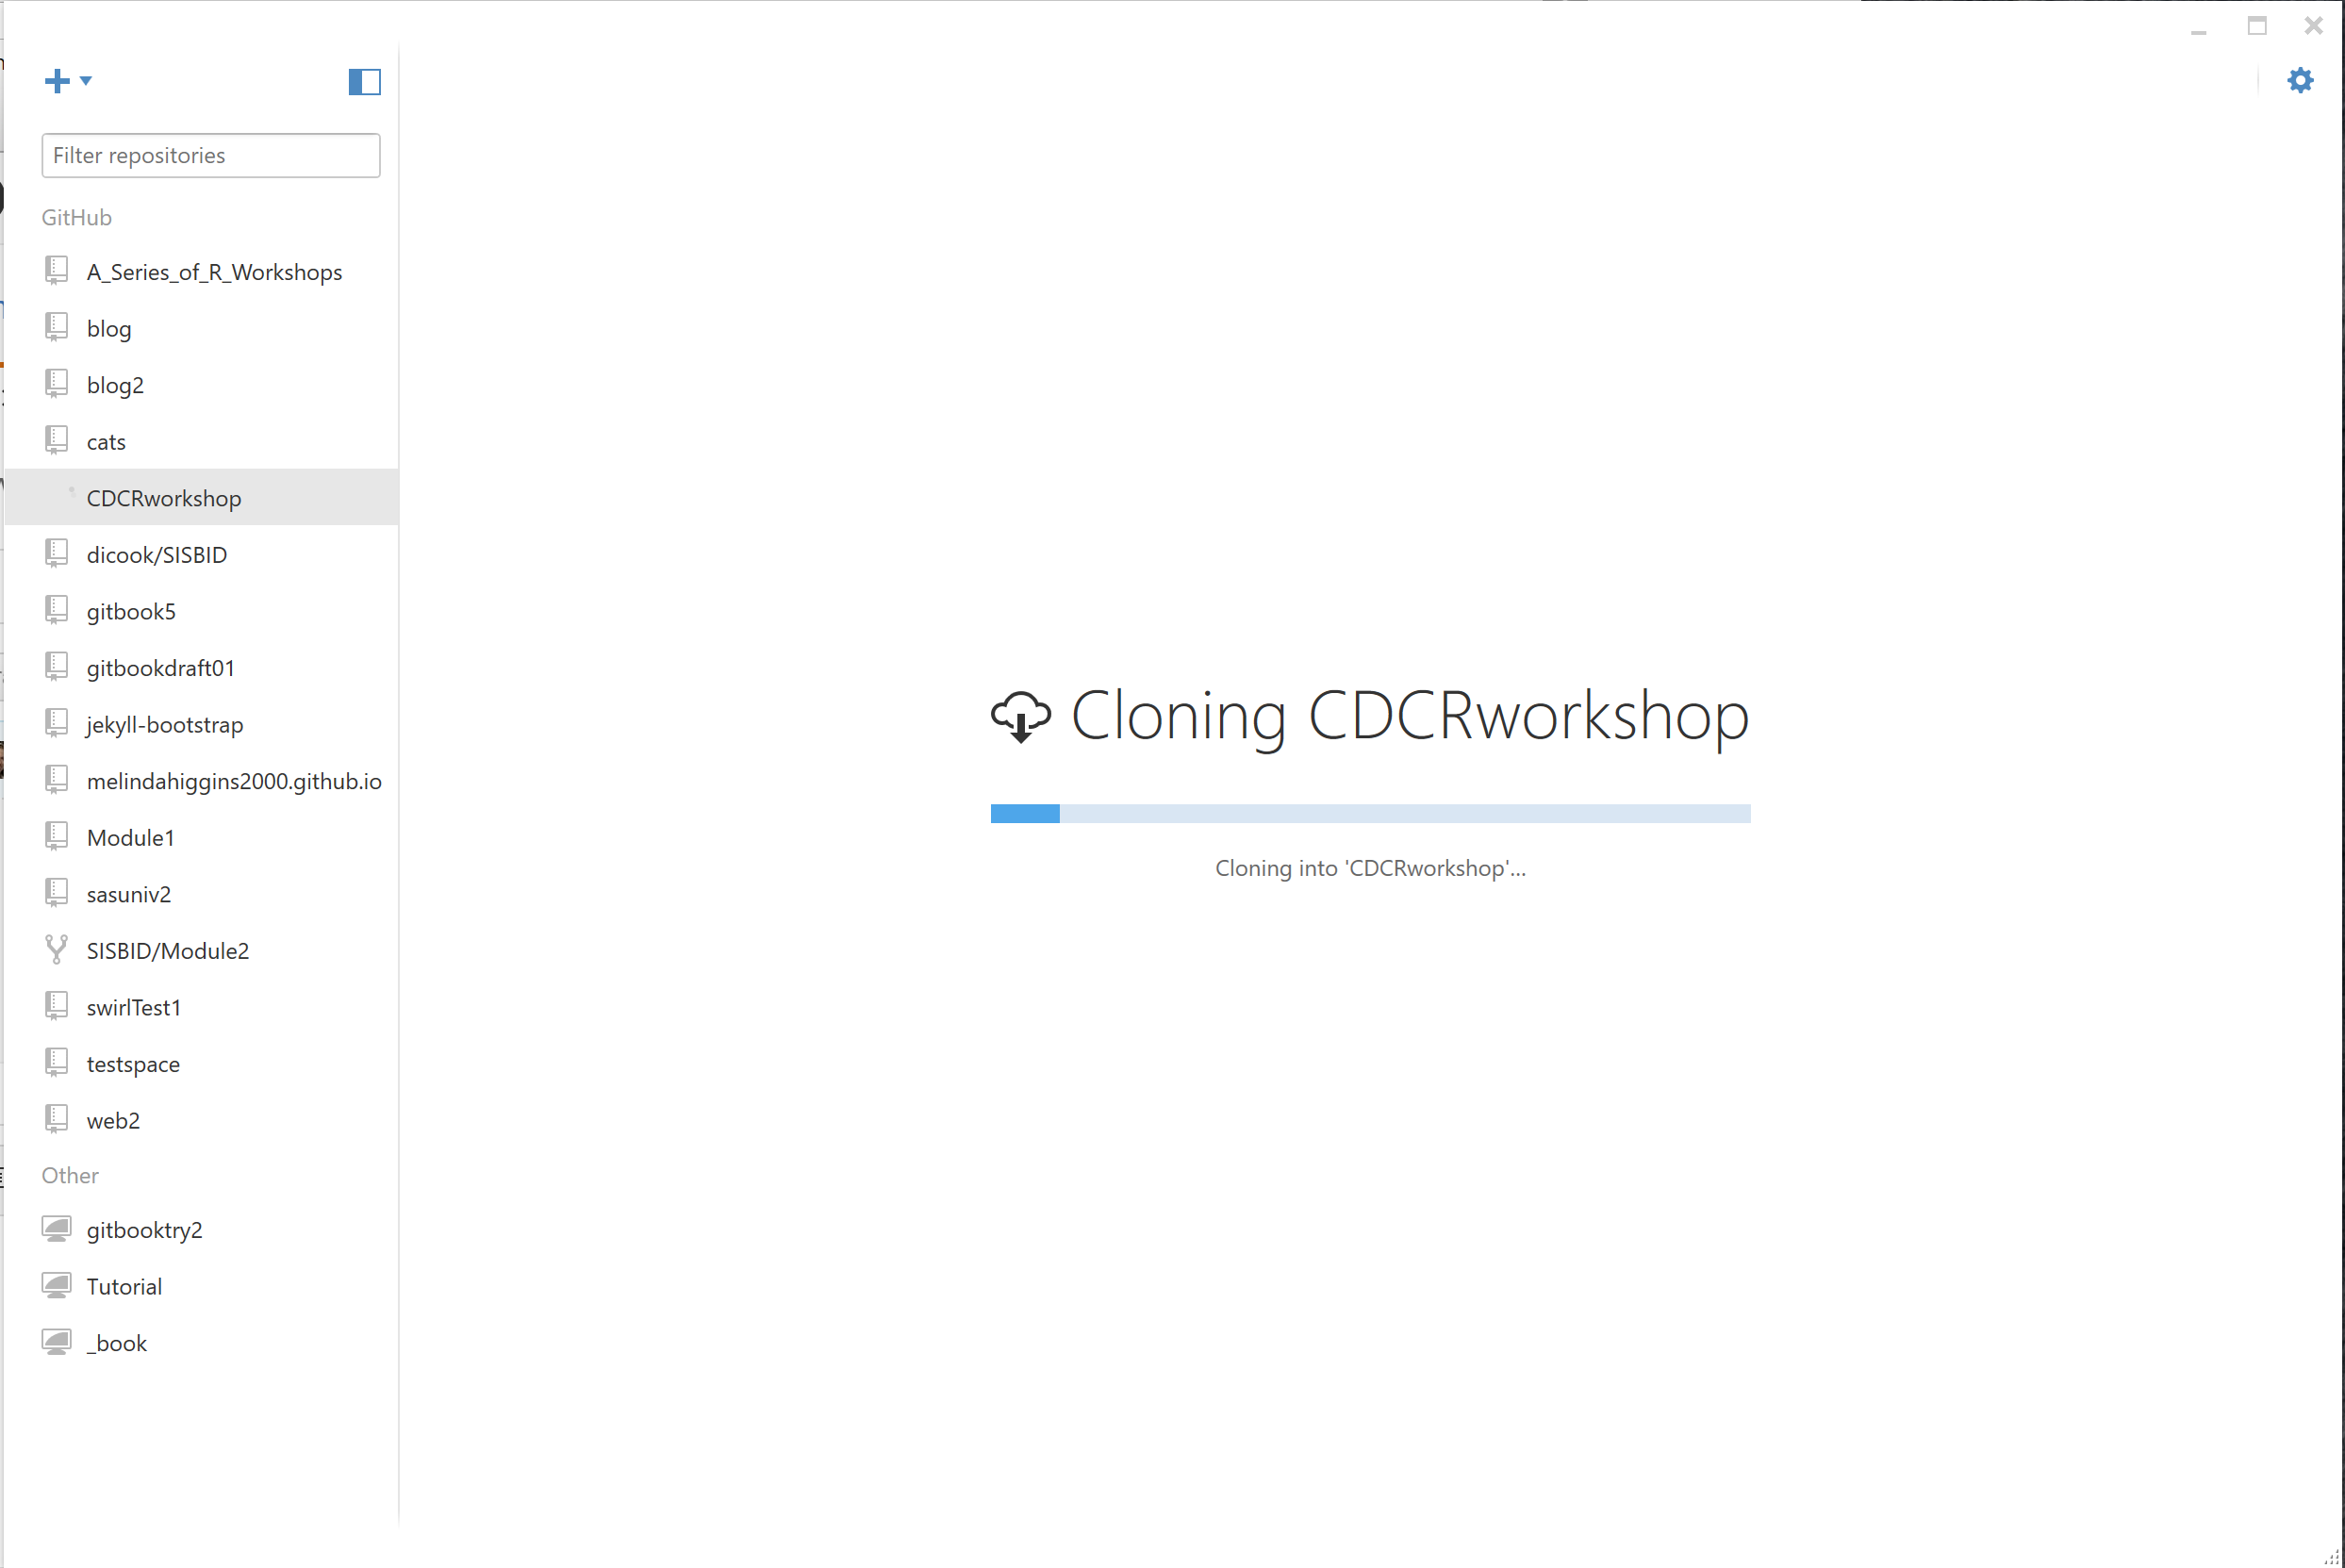 Filter repositories
GitHub
A_Series_of_R_Workshops
blog
blog2
cats
CDCRworkshop
dicook/SISBID
gitbook5
gitbookdraft01
jekyll-bootstrap
melindahiggins2000.github.io
Module1
sasuniv2
SISBID/Module2
swirlTest1
testspace
web2
Other
gitbooktry2
Tutorial
_book
Cloning CDCRworkshop
Cloning into 'CDCRworkshop'...